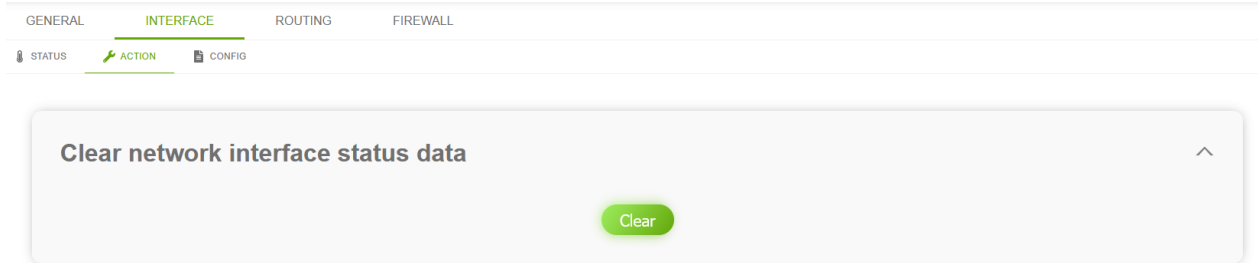 GENERAL INTERFACE ROUTING FIREWALL
STATUS ACTION CONFIG
Clear network interface status data
Clear